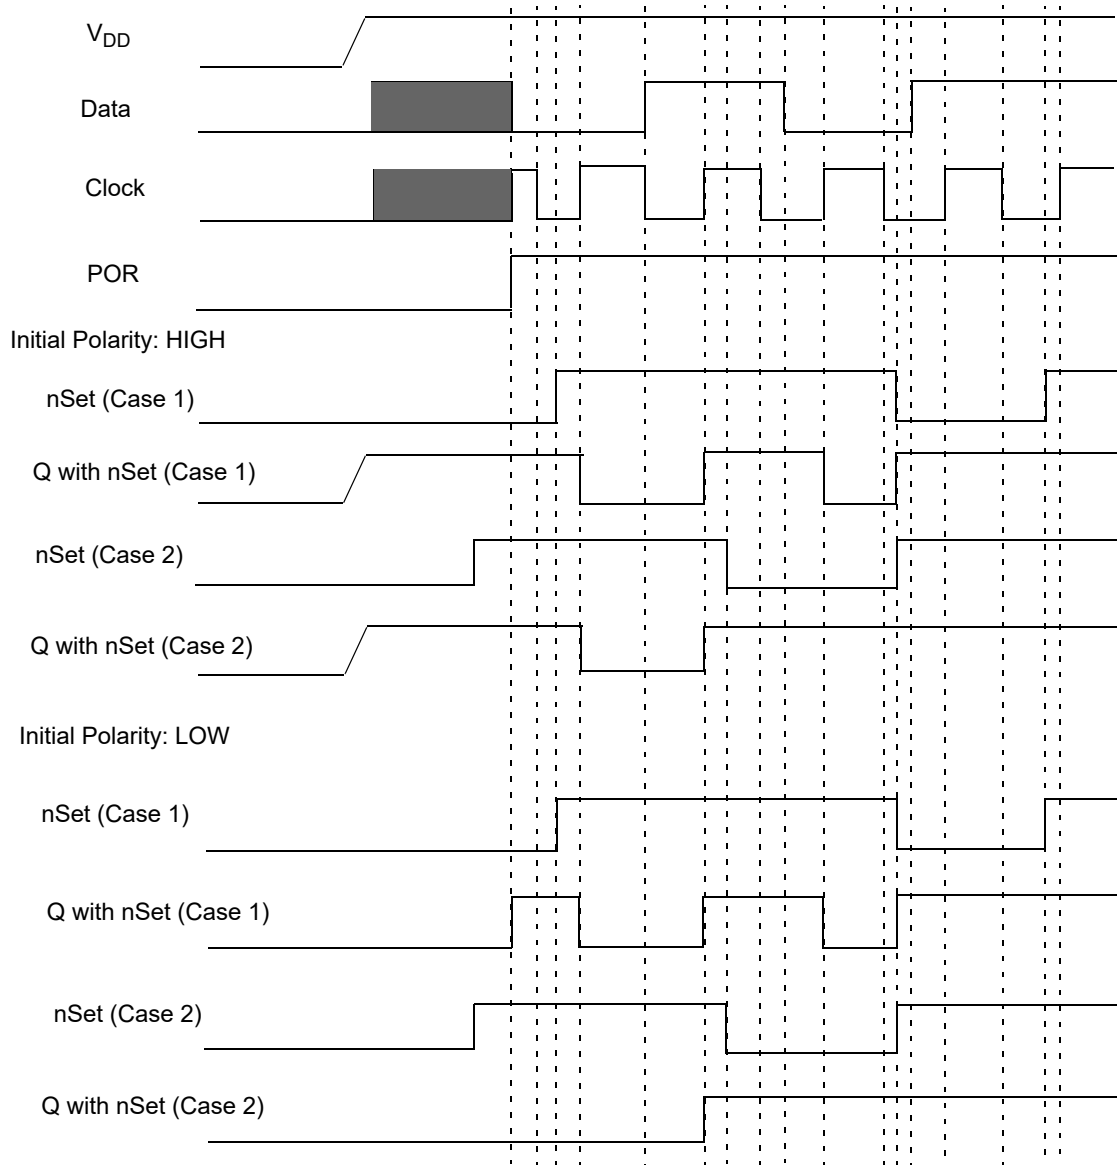 VDD
Data
Clock
POR
Initial Polarity: HIGH
nSet (Case 1)
Q with nSet (Case 1)
nSet (Case 2)
Q with nSet (Case 2)
Initial Polarity: LOW
nSet (Case 1)
Q with nSet (Case 1)
nSet (Case 2)
Q with nSet (Case 2)